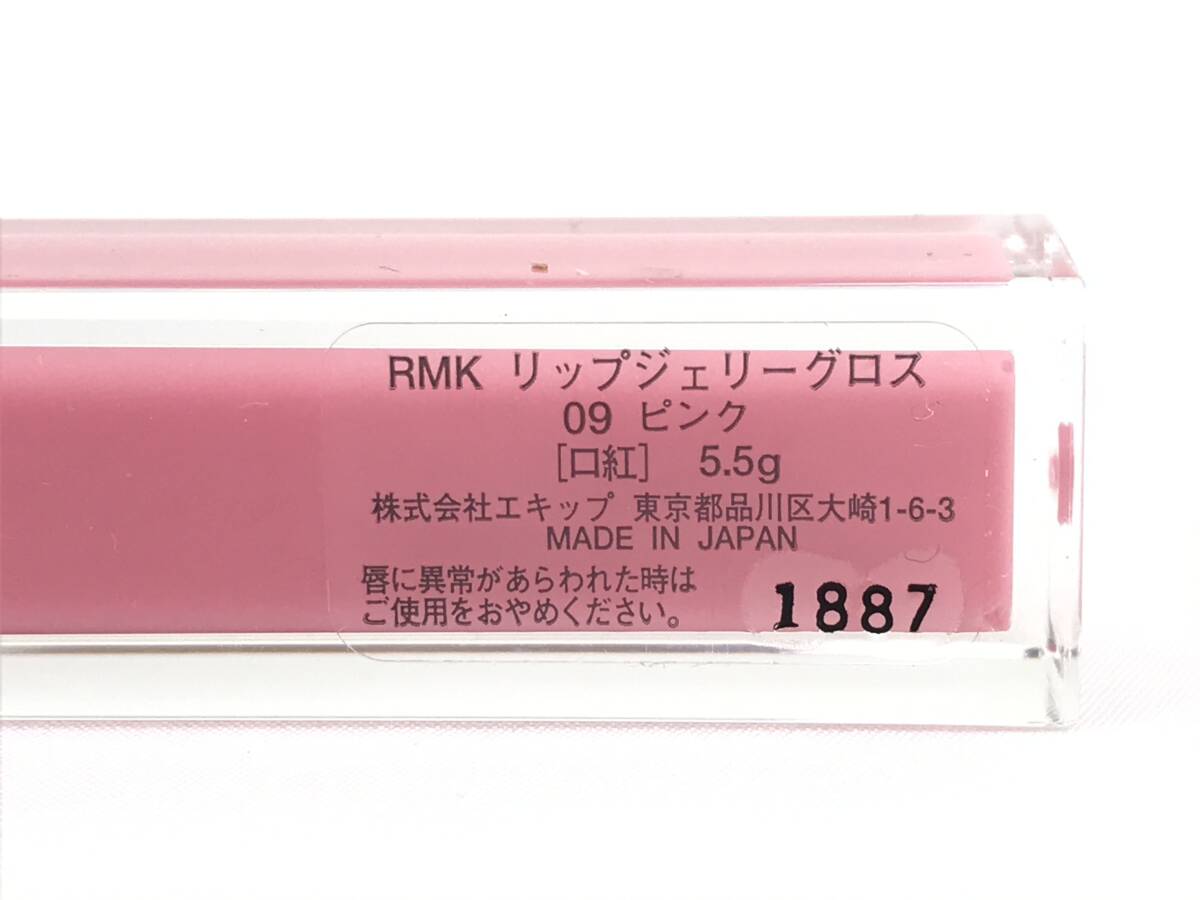 RMK リップジェリーグロス
09 ピンク
[口紅] 5.5g
株式会社エキップ 東京都品川区大崎1-6-3
MADE IN JAPAN
唇に異常があらわれた時は
ご使用をおやめください。
1887